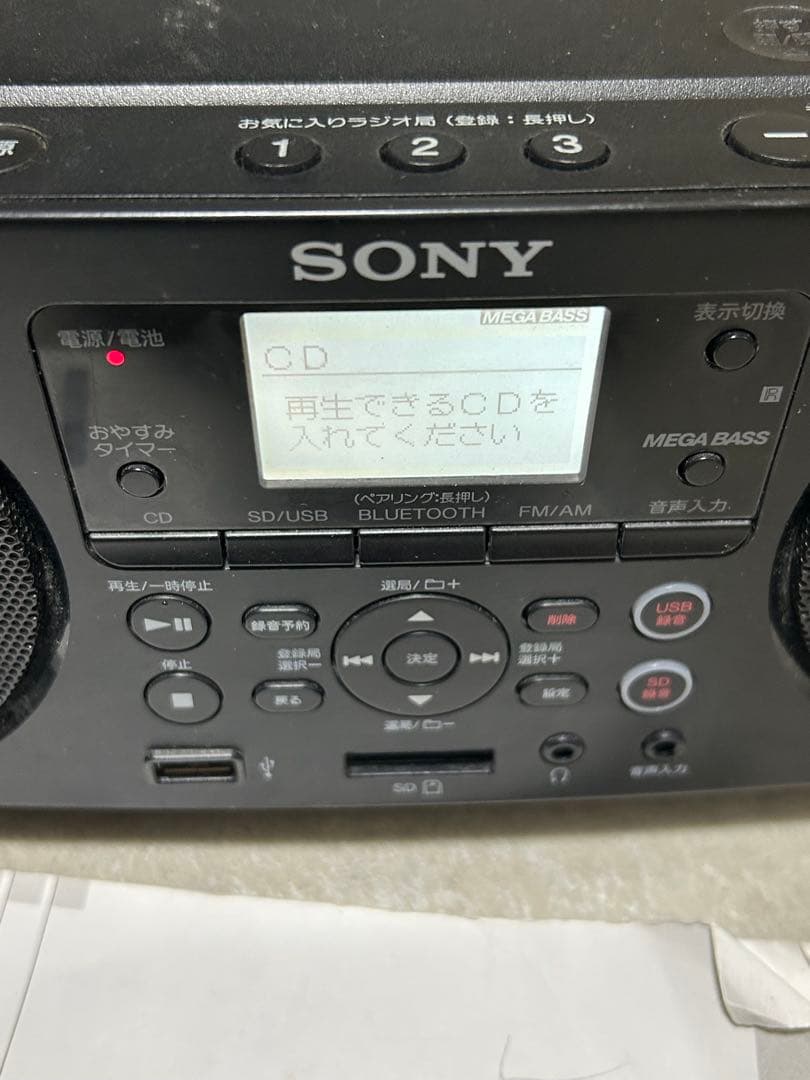 お気に入りラジオ局（登録：長押し）
1 2 3 －
SONY
電源/電池
MEGA BASS
表示切換
CD
再生できるCDを
入れてください
おやすみ
タイマー
MEGA BASS
（ペアリング:長押し）
CD SD/USB BLUETOOTH FM/AM 音声入力
再生/一時停止
選局/＋
録音予約
削除
USB
録音
登録局
選択－
決定
登録局
選択＋
停止
戻る
設定
SD
録音
選局/－
SD
音声入力